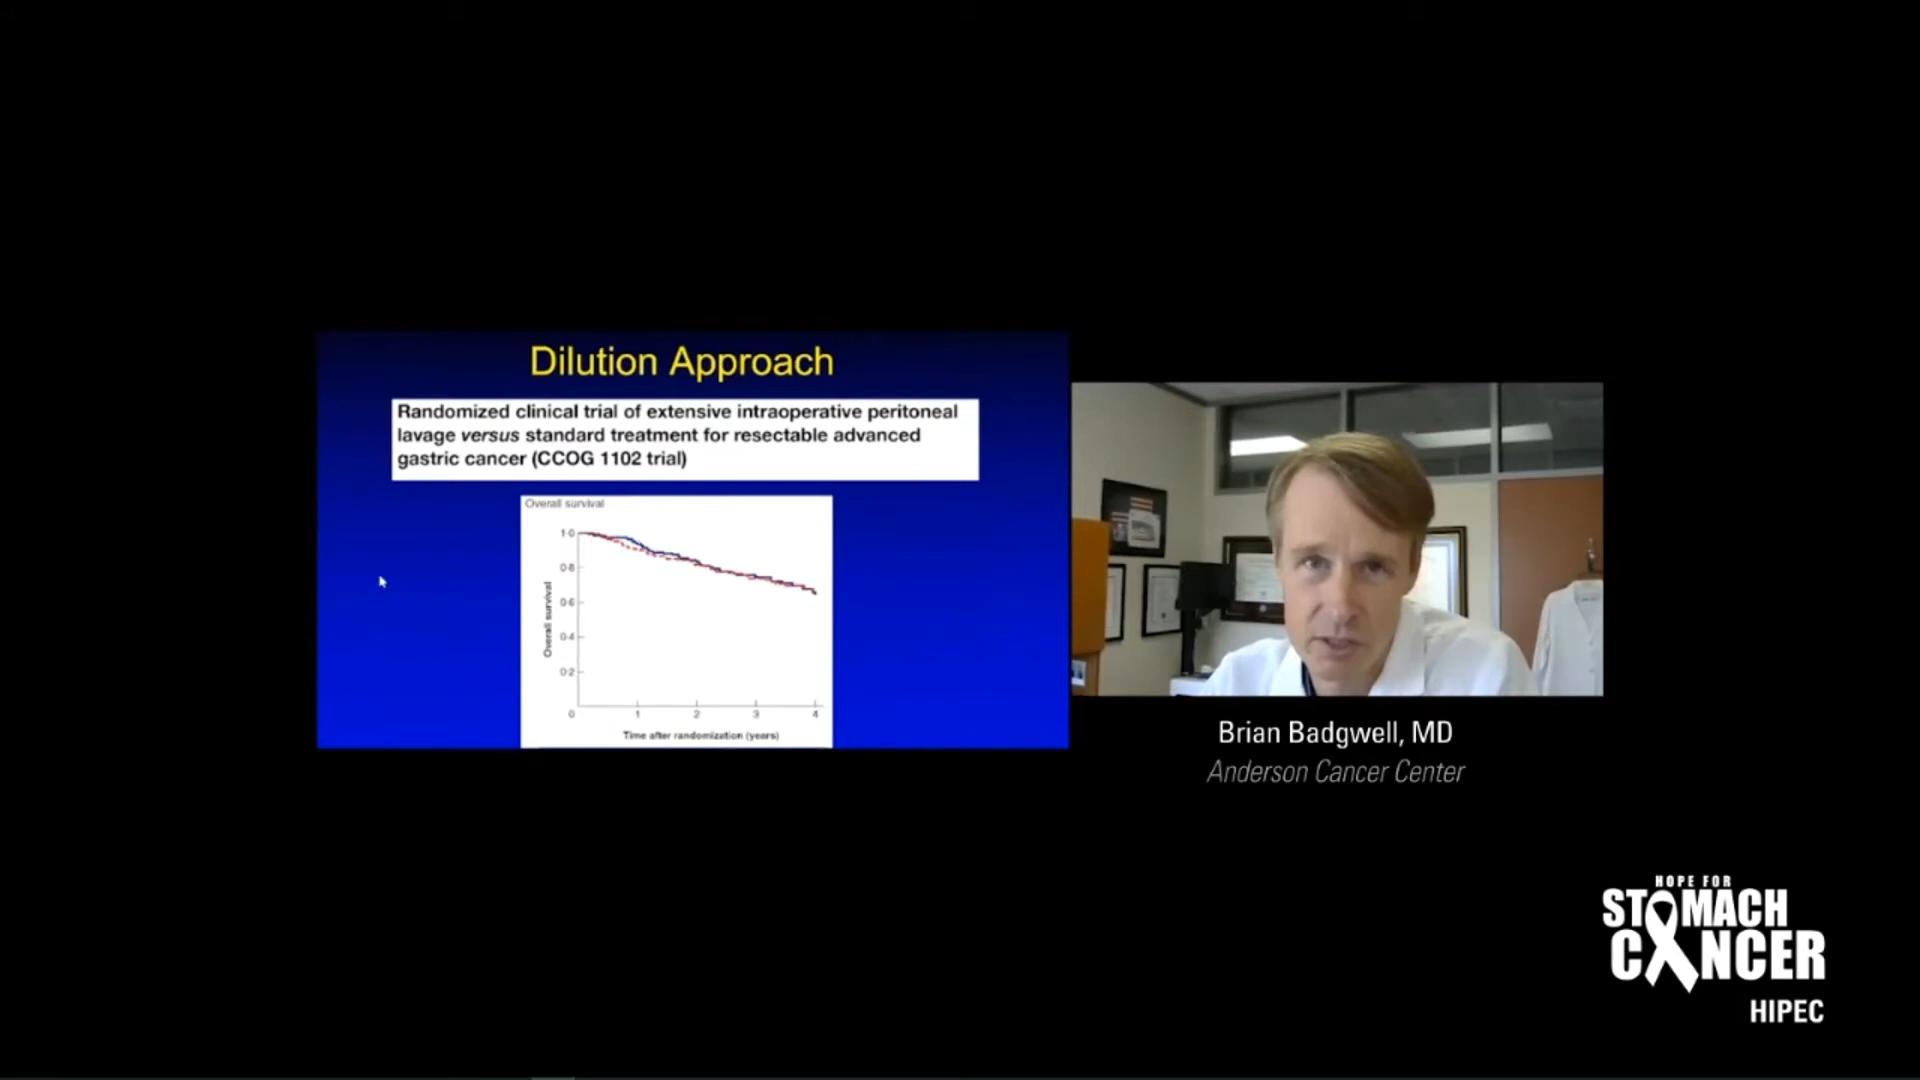 Dilution Approach
Randomized clinical trial of extensive intraoperative peritoneal
lavage versus standard treatment for resectable advanced
gastric cancer (CCOG 1102 trial)
Overall survival
1·0
0·8
0·6
0·4
0·2
0
1
2
3
4
Overall survival
Time after randomization (years)
Brian Badgwell, MD
Anderson Cancer Center
HOPE FOR
STOMACH
CANCER
HIPEC